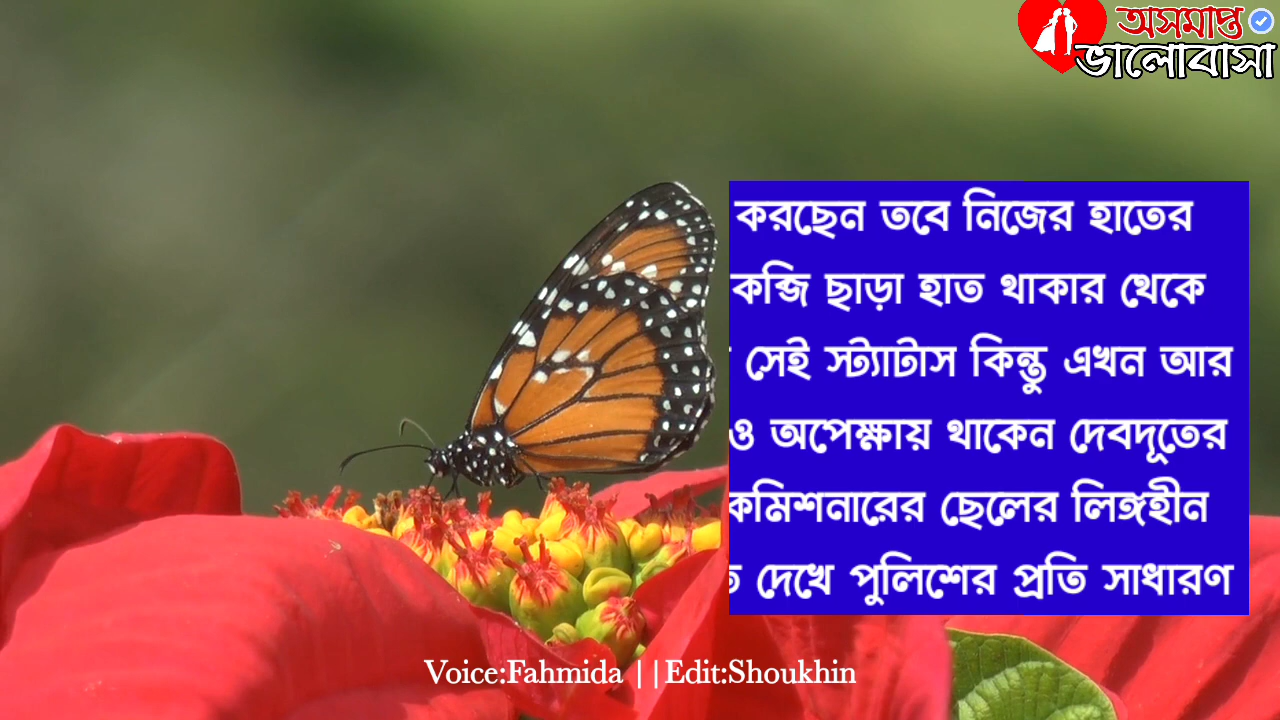 অসমাপ্ত
ভালোবাসা
করছেন তবে নিজের হাতের
কব্জি ছাড়া হাত থাকার থেকে
সেই স্ট্যাটাস কিন্তু এখন আর
ও অপেক্ষায় থাকেন দেবদূতের
কমিশনারের ছেলের লিঙ্গহীন
দেখে পুলিশের প্রতি সাধারণ
Voice:Fahmida ||Edit:Shoukhin